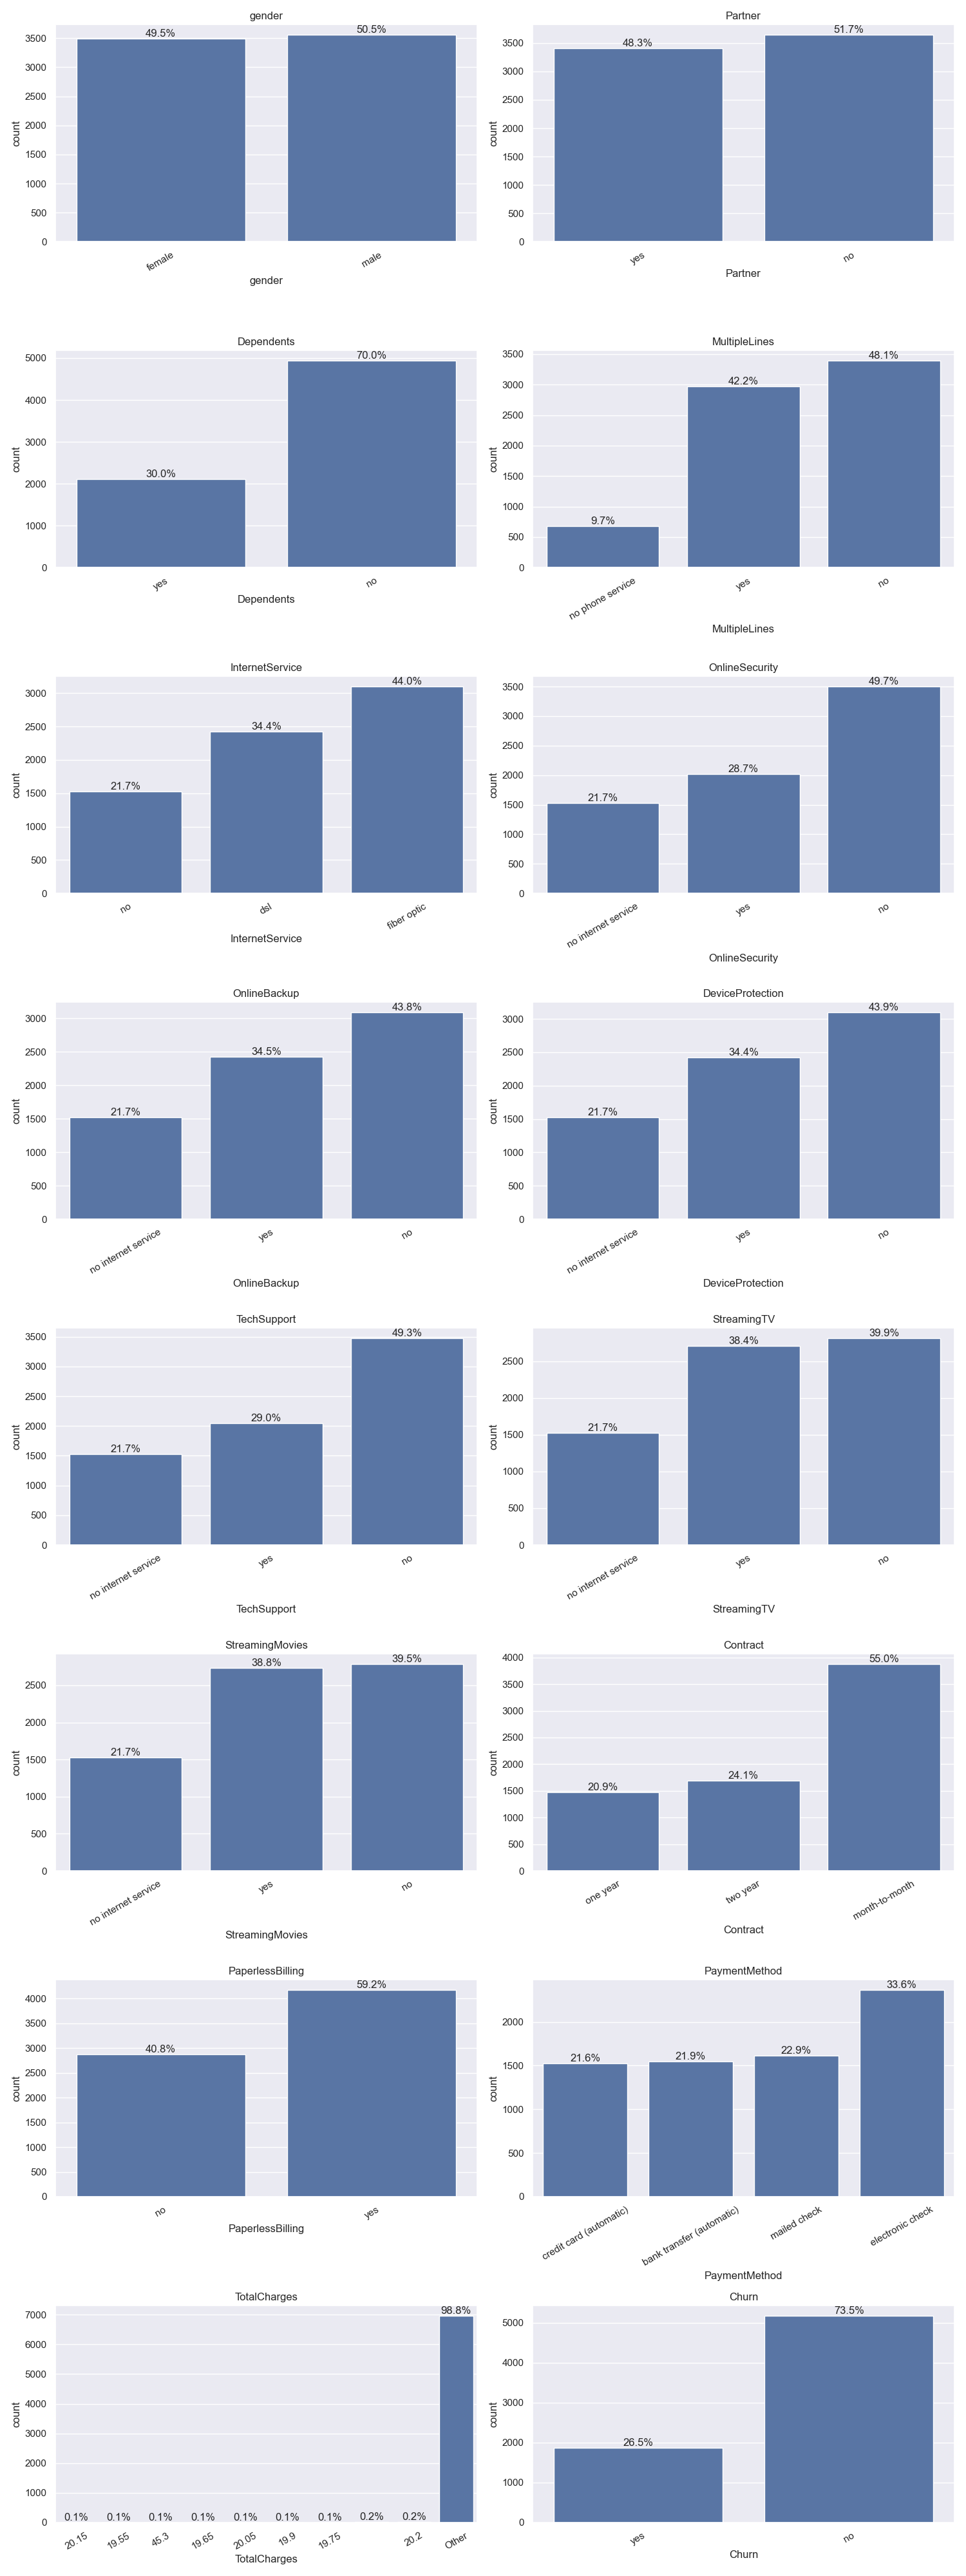 gender
49.5%
50.5%
3500
3000
2500
2000
1500
1000
500
0
count
female
male
gender
Partner
48.3%
51.7%
3500
3000
2500
2000
1500
1000
500
0
count
yes
no
Partner
Dependents
30.0%
70.0%
5000
4000
3000
2000
1000
0
count
yes
no
Dependents
MultipleLines
9.7%
42.2%
48.1%
3500
3000
2500
2000
1500
1000
500
0
count
no phone service
yes
no
MultipleLines
InternetService
21.7%
34.4%
44.0%
3000
2500
2000
1500
1000
500
0
count
no
dsl
fiber optic
InternetService
OnlineSecurity
21.7%
28.7%
49.7%
3500
3000
2500
2000
1500
1000
500
0
count
no internet service
yes
no
OnlineSecurity
OnlineBackup
21.7%
34.5%
43.8%
3000
2500
2000
1500
1000
500
0
count
no internet service
yes
no
OnlineBackup
DeviceProtection
21.7%
34.4%
43.9%
3000
2500
2000
1500
1000
500
0
count
no internet service
yes
no
DeviceProtection
TechSupport
21.7%
29.0%
49.3%
3500
3000
2500
2000
1500
1000
500
0
count
no internet service
yes
no
TechSupport
StreamingTV
21.7%
38.4%
39.9%
2500
2000
1500
1000
500
0
count
no internet service
yes
no
StreamingTV
StreamingMovies
21.7%
38.8%
39.5%
2500
2000
1500
1000
500
0
count
no internet service
yes
no
StreamingMovies
Contract
20.9%
24.1%
55.0%
4000
3500
3000
2500
2000
1500
1000
500
0
count
one year
two year
month-to-month
Contract
PaperlessBilling
40.8%
59.2%
4000
3500
3000
2500
2000
1500
1000
500
0
count
no
yes
PaperlessBilling
PaymentMethod
21.6%
21.9%
22.9%
33.6%
2000
1500
1000
500
0
count
credit card (automatic)
bank transfer (automatic)
mailed check
electronic check
PaymentMethod
TotalCharges
0.1%
0.1%
0.1%
0.1%
0.1%
0.1%
0.1%
0.2%
0.2%
98.8%
7000
6000
5000
4000
3000
2000
1000
0
count
20.15
19.55
45.3
19.65
20.05
19.9
19.75
20.2
Other
TotalCharges
Churn
26.5%
73.5%
5000
4000
3000
2000
1000
0
count
yes
no
Churn